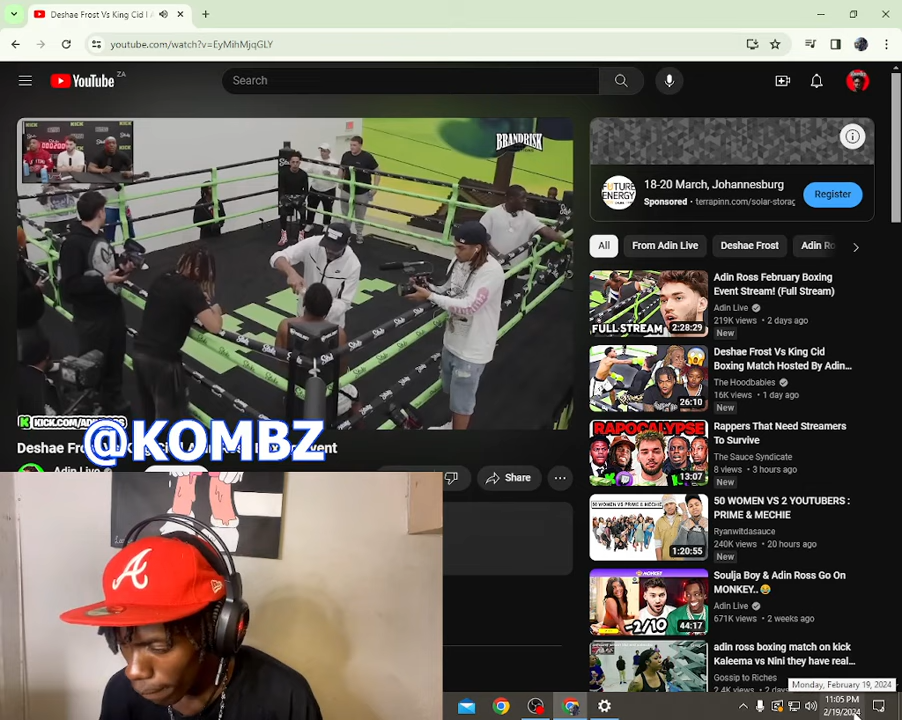 Deshae Frost Vs King Cid | A
youtube.com/watch?v=EyMihMjqGLY
YouTube ZA
Search
BRANDRISK
KICK.COM/ADINROSS
@KOMBZ
Adin Live
Share
FUTURE
ENERGY
18-20 March, Johannesburg
Sponsored • terrapinn.com/solar-storag
Register
All
From Adin Live
Deshae Frost
Adin Ro
FULL-STREAM
2:28:29
Adin Ross February Boxing
Event Stream! (Full Stream)
Adin Live
219K views • 2 days ago
New
26:10
Deshae Frost Vs King Cid
Boxing Match Hosted By Adin...
The Hoodbabies
16K views • 1 day ago
New
RAPOCALYPSE
13:07
Rappers That Need Streamers
To Survive
The Sauce Syndicate
8 views • 3 hours ago
New
1:20:55
50 WOMEN VS 2 YOUTUBERS :
PRIME & MECHIE
Ryanwitdasauce
240K views • 20 hours ago
New
MONKEY
-2/10
44:17
Soulja Boy & Adin Ross Go On
MONKEY..
Adin Live
671K views • 2 weeks ago
adin ross boxing match on kick
Kaleema vs Nini they have real...
Gossip to Riches
Monday, February 19, 2024
11:05 PM
2/19/2024